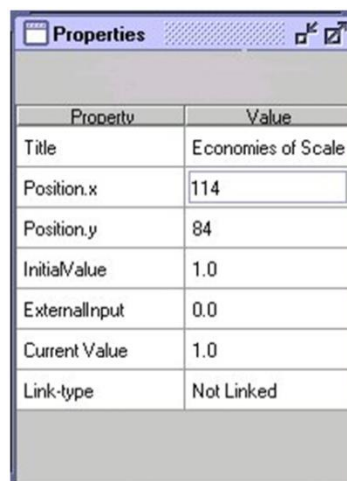 Properties
Property Value
Title Economies of Scale
Position.x 114
Position.y 84
InitialValue 1.0
ExternalInput 0.0
Current Value 1.0
Link-type Not Linked